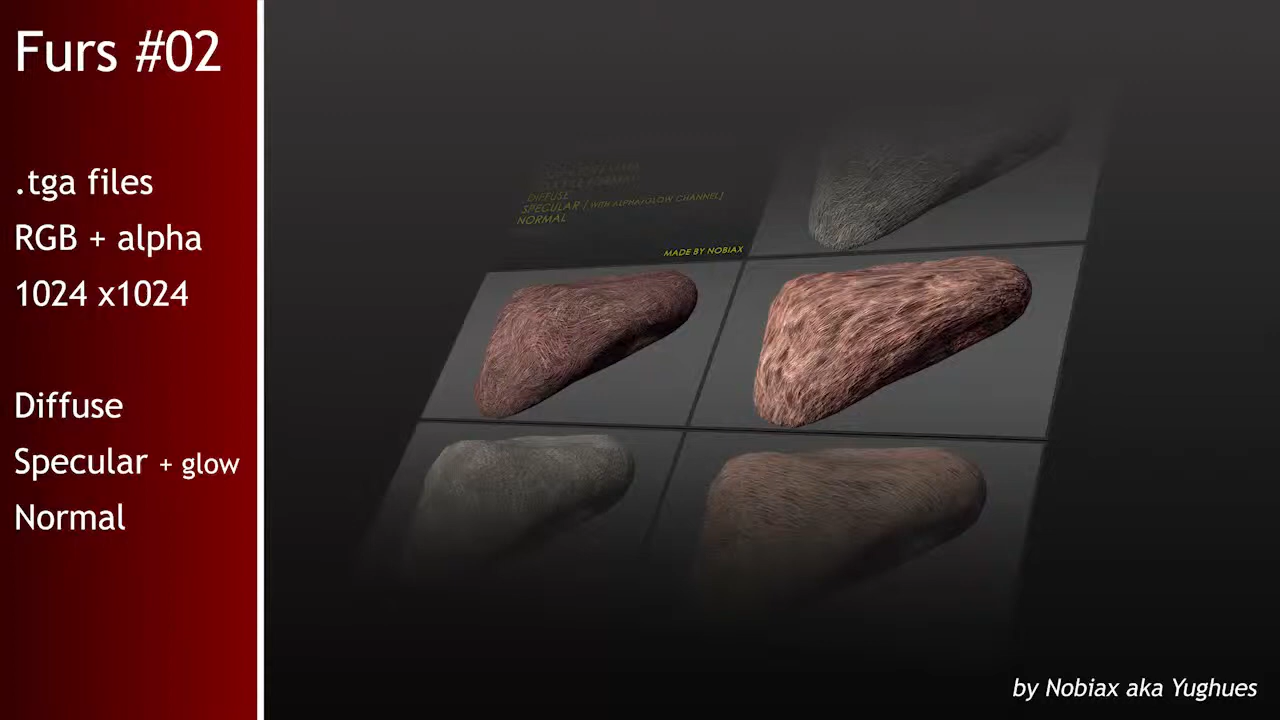 Furs #02
.tga files
RGB + alpha
1024 x1024
Diffuse
Specular + glow
Normal
DIFFUSE
SPECULAR ( WITH ALPHA/GLOW CHANNEL)
NORMAL
MADE BY NOBIAX
by Nobiax aka Yughues